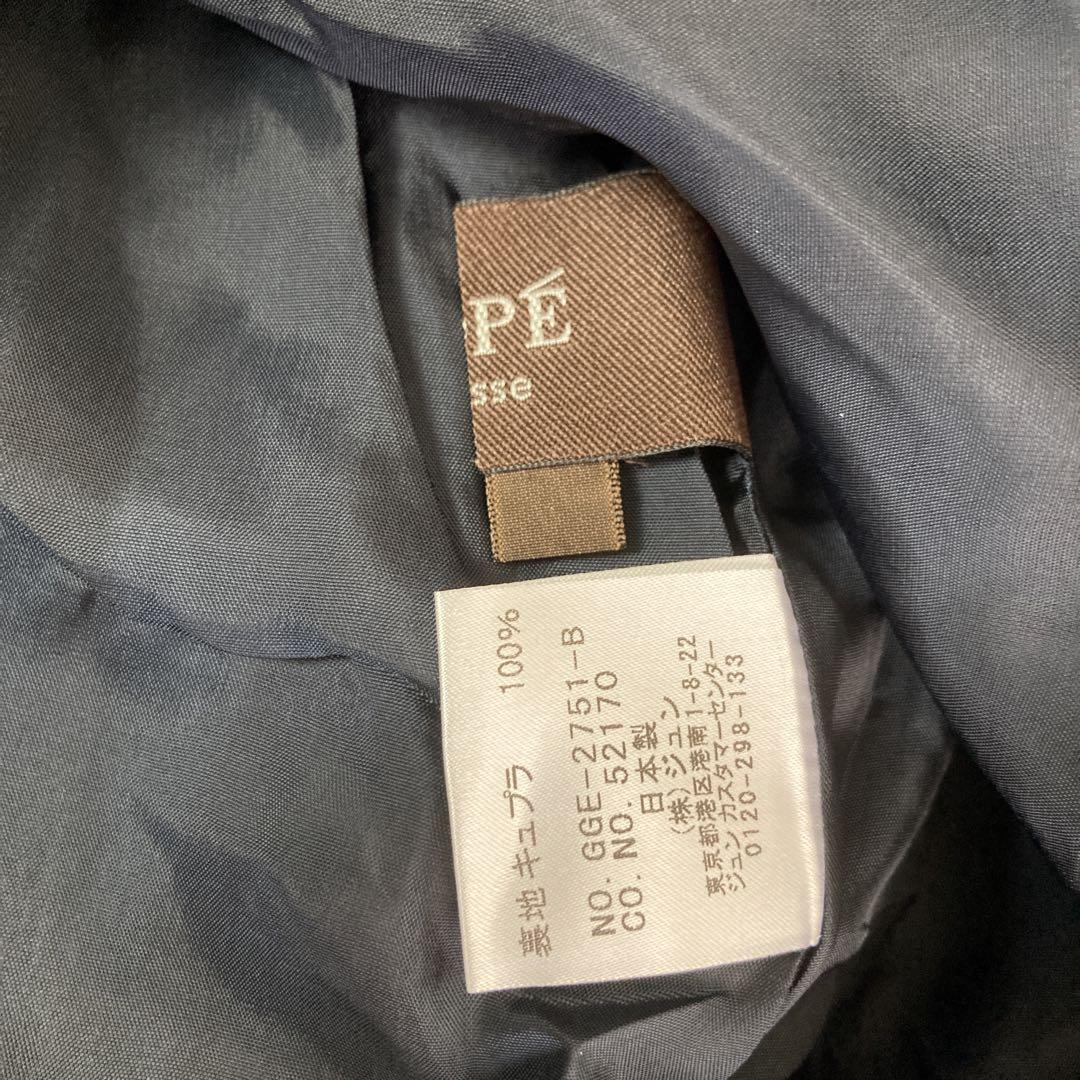 PÉ
sse
裏地 キュプラ 100%
NO. GGE-2751-B
CO. NO. 52170
日本製
(株)ジュン
東京都港区港南1-8-22
ジュン カスタマーセンター
0120-298-133